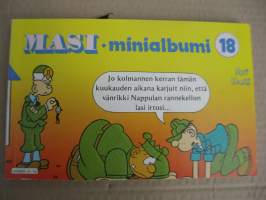 MASI - minialbumi 18
Jo kolmannen kerran tämän
kuukauden aikana karjuit niin, että
vänrikki Nappulan rannekellon
lasi irtosi...